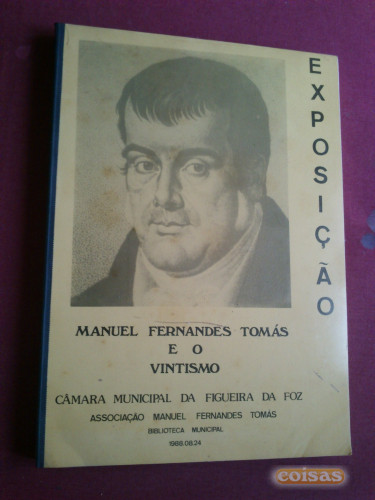 EXPOSIÇÃO
MANUEL FERNANDES TOMÁS
E O
VINTISMO
CÂMARA MUNICIPAL DA FIGUEIRA DA FOZ
ASSOCIAÇÃO MANUEL FERNANDES TOMÁS
BIBLIOTECA MUNICIPAL
1988.08.24
coisas